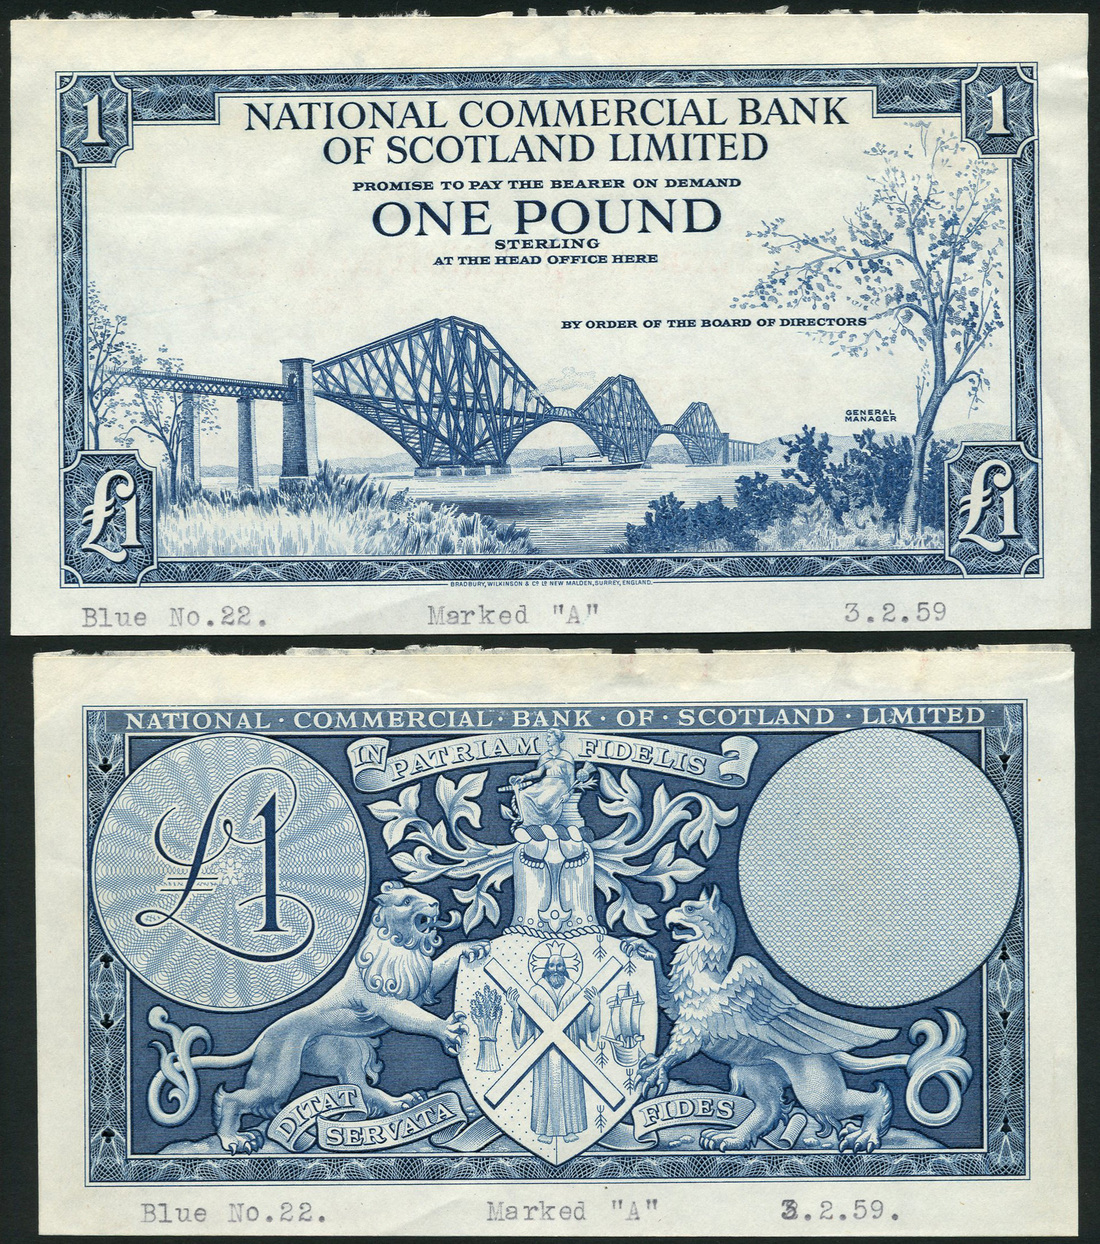 1
1
NATIONAL COMMERCIAL BANK
OF SCOTLAND LIMITED
PROMISE TO PAY THE BEARER ON DEMAND
ONE POUND
STERLING
AT THE HEAD OFFICE HERE
BY ORDER OF THE BOARD OF DIRECTORS
GENERAL
MANAGER
£1
£1
BRADBURY, WILKINSON & Cº Lº NEW MALDEN, SURREY, ENGLAND.
Blue No.22. Marked "A" 3.2.59
NATIONAL · COMMERCIAL · BANK · OF · SCOTLAND · LIMITED
IN PATRIAM FIDELIS
£1
DITAT SERVATA FIDES
Blue No.22. Marked "A" 3.2.59.